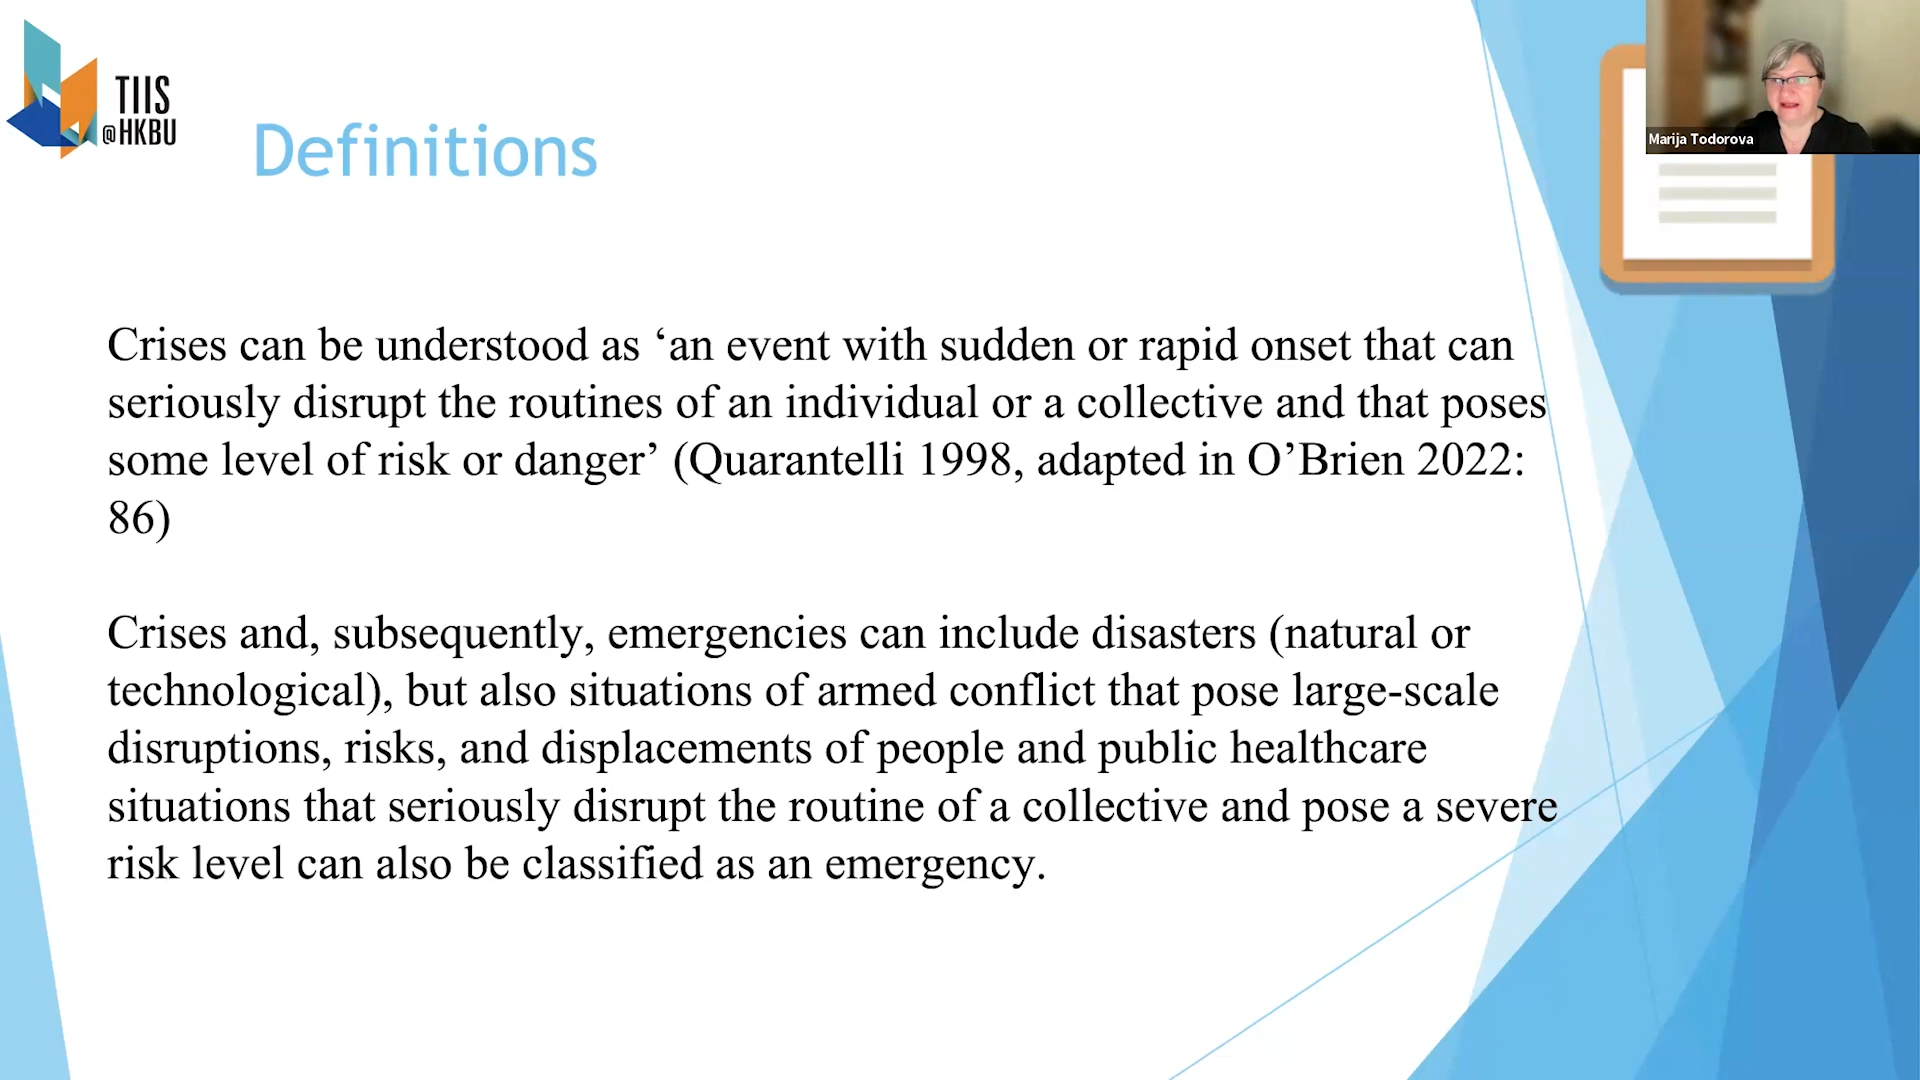 TIIS
@HKBU
Definitions
Marija Todorova
Crises can be understood as ‘an event with sudden or rapid onset that can
seriously disrupt the routines of an individual or a collective and that poses
some level of risk or danger’ (Quarantelli 1998, adapted in O’Brien 2022:
86)
Crises and, subsequently, emergencies can include disasters (natural or
technological), but also situations of armed conflict that pose large-scale
disruptions, risks, and displacements of people and public healthcare
situations that seriously disrupt the routine of a collective and pose a severe
risk level can also be classified as an emergency.